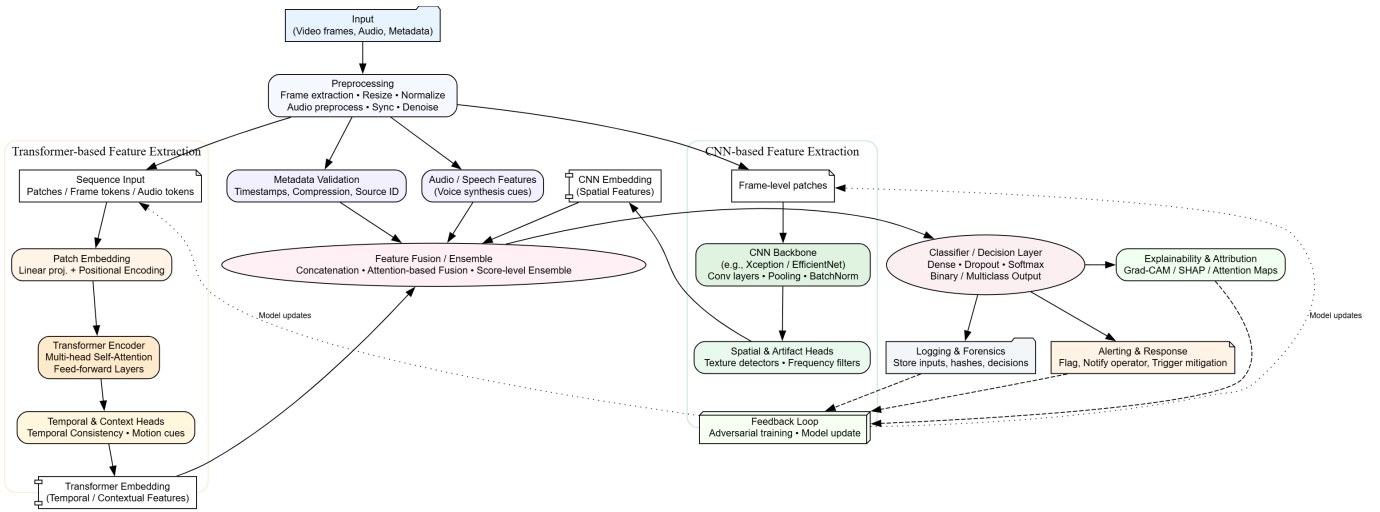 Input
(Video frames, Audio, Metadata)
Preprocessing
Frame extraction • Resize • Normalize
Audio preprocess • Sync • Denoise
Transformer-based Feature Extraction
CNN-based Feature Extraction
Sequence Input
Patches / Frame tokens / Audio tokens
Metadata Validation
Timestamps, Compression, Source ID
Audio / Speech Features
(Voice synthesis cues)
CNN Embedding
(Spatial Features)
Frame-level patches
Patch Embedding
Linear proj. + Positional Encoding
Feature Fusion / Ensemble
Concatenation • Attention-based Fusion • Score-level Ensemble
CNN Backbone
(e.g., Xception / EfficientNet)
Conv layers • Pooling • BatchNorm
Classifier / Decision Layer
Dense • Dropout • Softmax
Binary / Multiclass Output
Explainability & Attribution
Grad-CAM / SHAP / Attention Maps
Model updates
Model updates
Transformer Encoder
Multi-head Self-Attention
Feed-forward Layers
Spatial & Artifact Heads
Texture detectors • Frequency filters
Logging & Forensics
Store inputs, hashes, decisions
Alerting & Response
Flag, Notify operator, Trigger mitigation
Temporal & Context Heads
Temporal Consistency • Motion cues
Feedback Loop
Adversarial training • Model update
Transformer Embedding
(Temporal / Contextual Features)